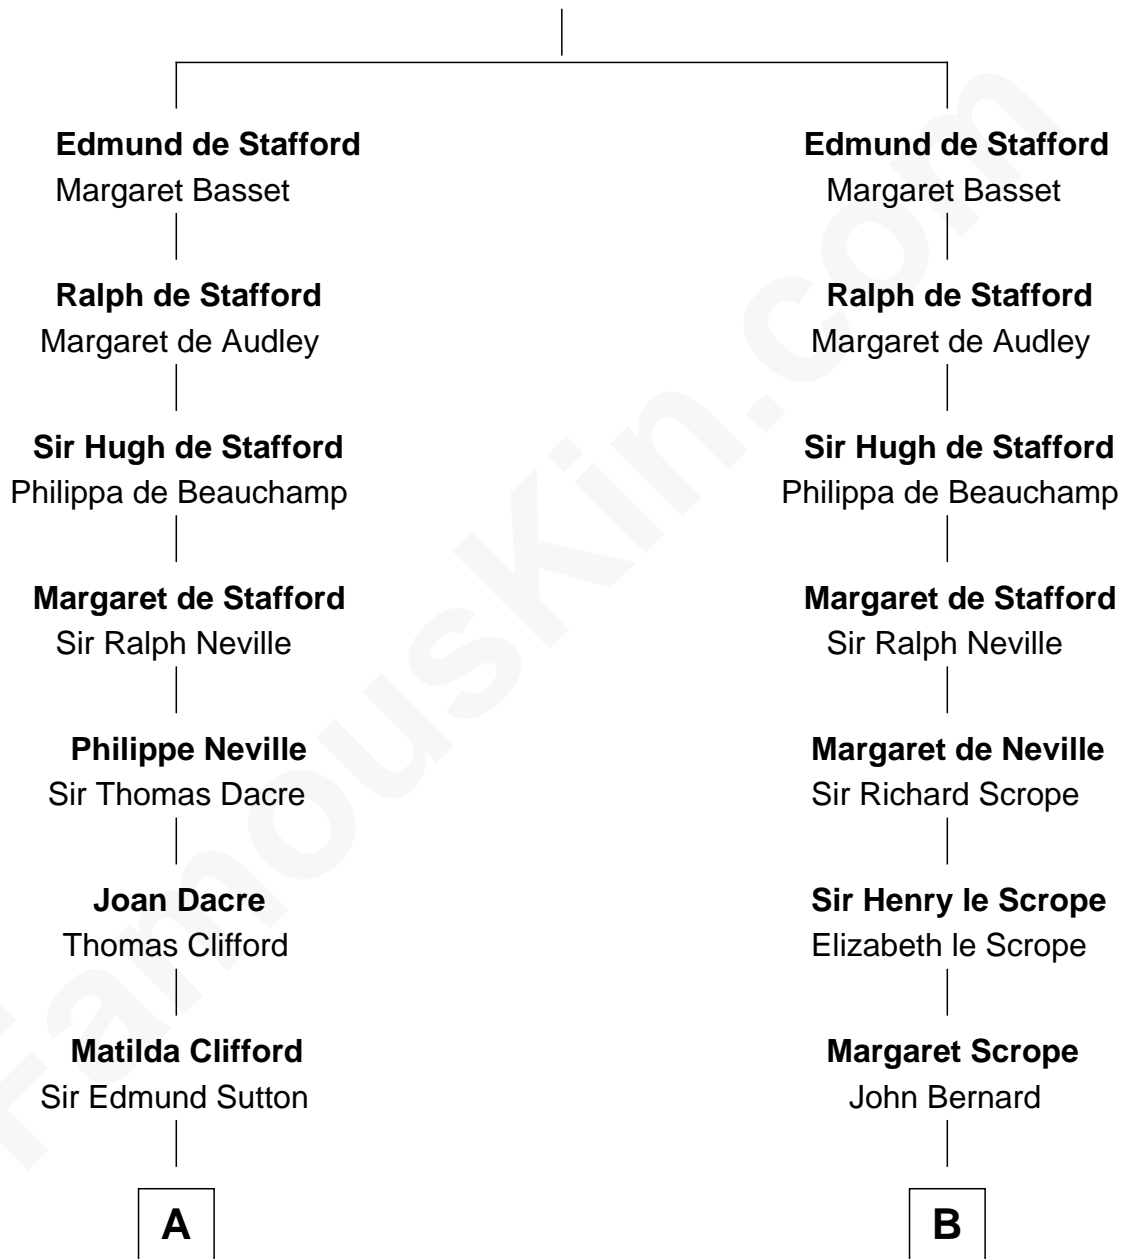 Edmund de Stafford
Margaret Basset
Ralph de Stafford
Margaret de Audley
Sir Hugh de Stafford
Philippa de Beauchamp
Margaret de Stafford
Sir Ralph Neville
Philippe Neville
Sir Thomas Dacre
Joan Dacre
Thomas Clifford
Matilda Clifford
Sir Edmund Sutton
A
Edmund de Stafford
Margaret Basset
Ralph de Stafford
Margaret de Audley
Sir Hugh de Stafford
Philippa de Beauchamp
Margaret de Stafford
Sir Ralph Neville
Margaret de Neville
Sir Richard Scrope
Sir Henry le Scrope
Elizabeth le Scrope
Margaret Scrope
John Bernard
B
FamousKin.com